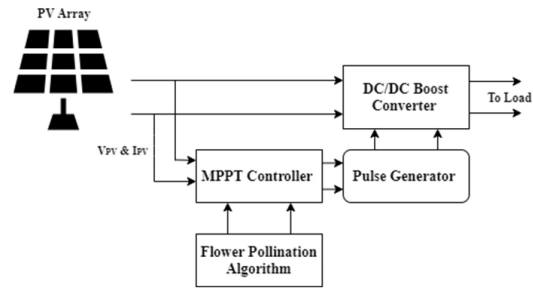 PV Array
DC/DC Boost
Converter
To Load
VPV & IPV
MPPT Controller
Pulse Generator
Flower Pollination
Algorithm